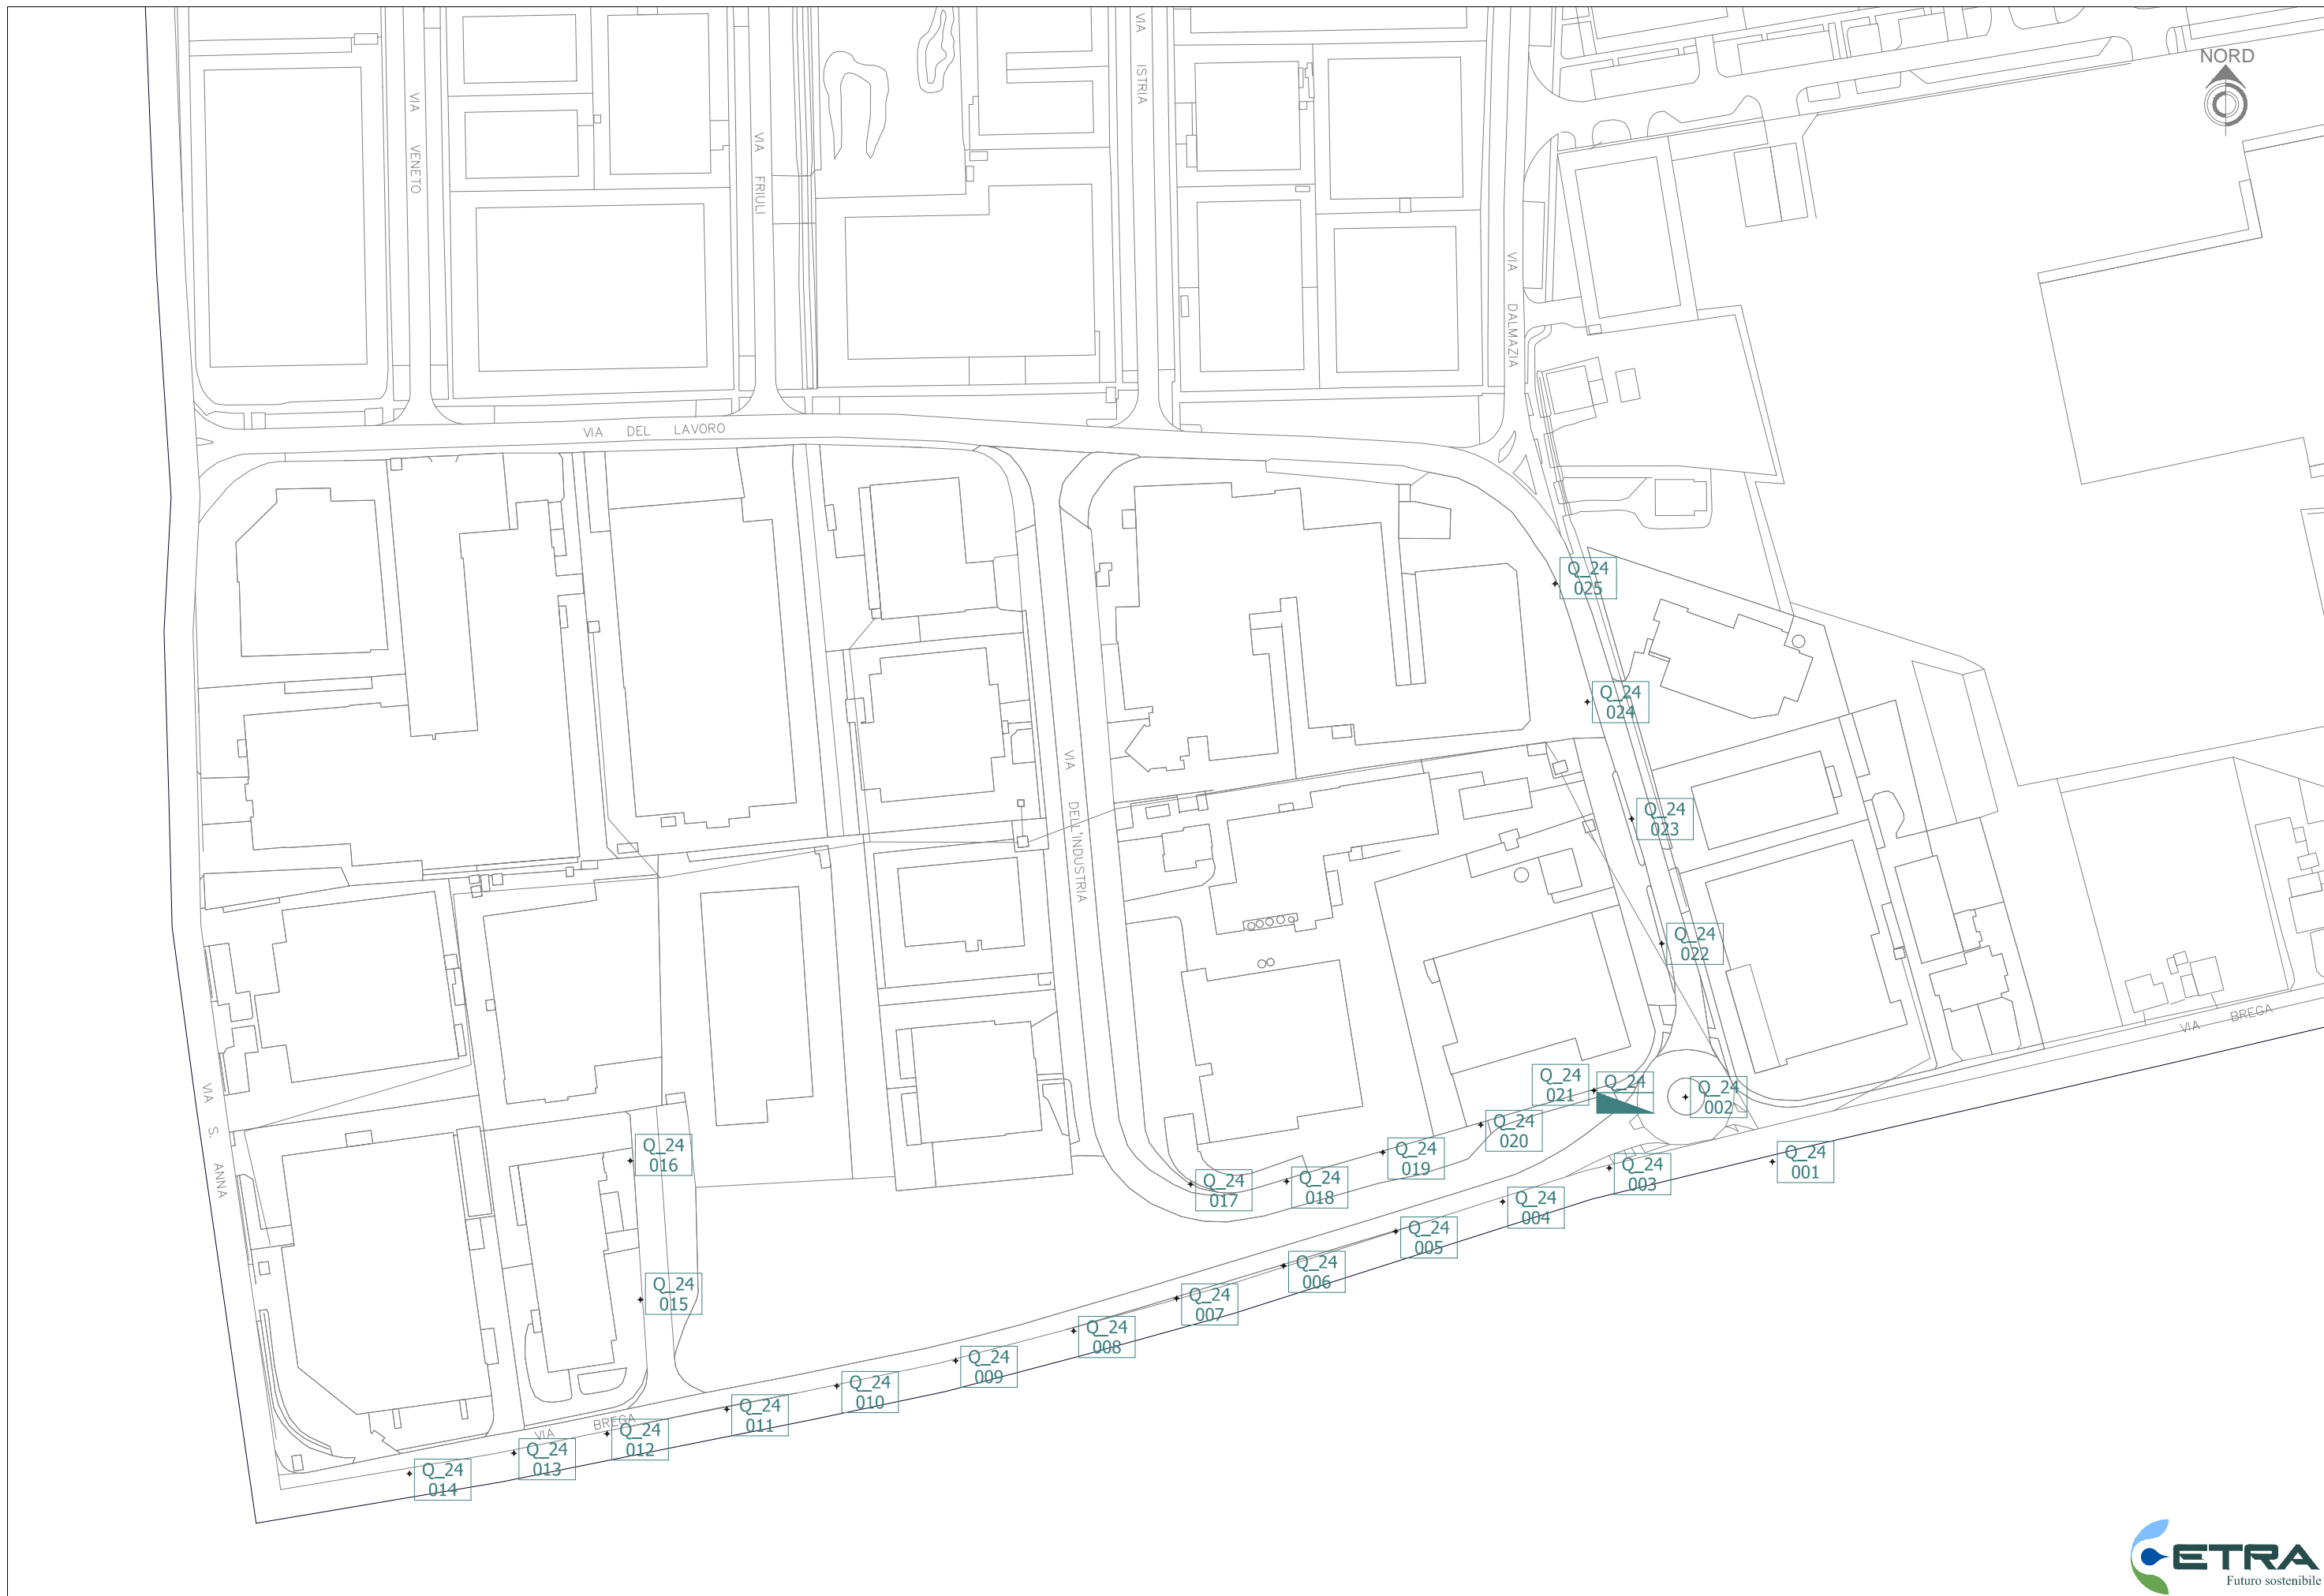 NORD
VIA VENETO
VIA FRIULI
VIA ISTRIA
VIA DALMAZIA
VIA DEL LAVORO
Q_24
025
Q_24
024
Q_24
023
Q_24
022
VIA DELL'INDUSTRIA
VIA BREGA
Q_24
021
Q_24
Q_24
002
Q_24
020
Q_24
019
Q_24
001
Q_24
003
Q_24
018
Q_24
017
Q_24
016
VIA S. ANNA
Q_24
004
Q_24
005
Q_24
006
Q_24
007
Q_24
015
Q_24
008
Q_24
009
Q_24
010
Q_24
011
VIA BREGA
Q_24
012
Q_24
013
Q_24
014
ETRA
Futuro sostenibile